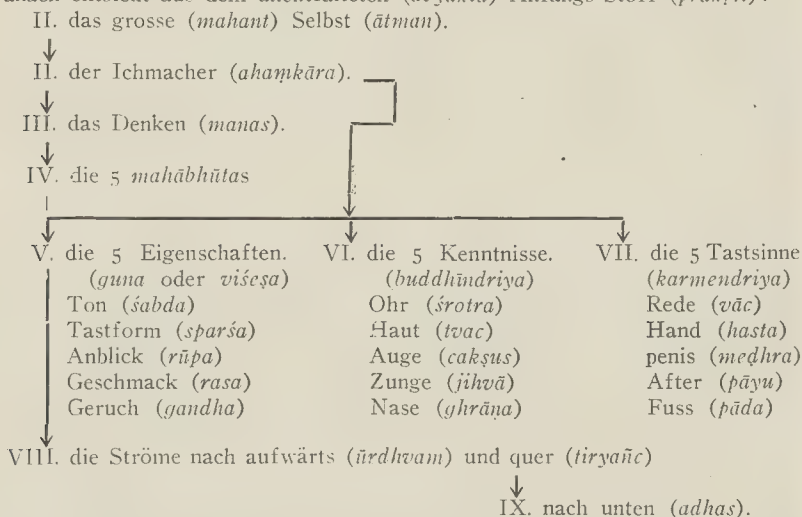 II. das grosse (mahant) Selbst (ātman).
II. der Ichmacher (ahaṃkāra).
III. das Denken (manas).
IV. die 5 mahābhūtas
V. die 5 Eigenschaften. VI. die 5 Kenntnisse. VII. die 5 Tastsinne
(guna oder viśeṣa) (buddhīndriya) (karmendriya)
Ton (śabda) Ohr (śrotra) Rede (vāc)
Tastform (sparśa) Haut (tvac) Hand (hasta)
Anblick (rūpa) Auge (cakṣus) penis (meḍhra)
Geschmack (rasa) Zunge (jihvā) After (pāyu)
Geruch (gandha) Nase (ghrāṇa) Fuss (pāda)
VIII. die Ströme nach aufwärts (ūrdhvam) und quer (tiryañc)
IX. nach unten (adhas).